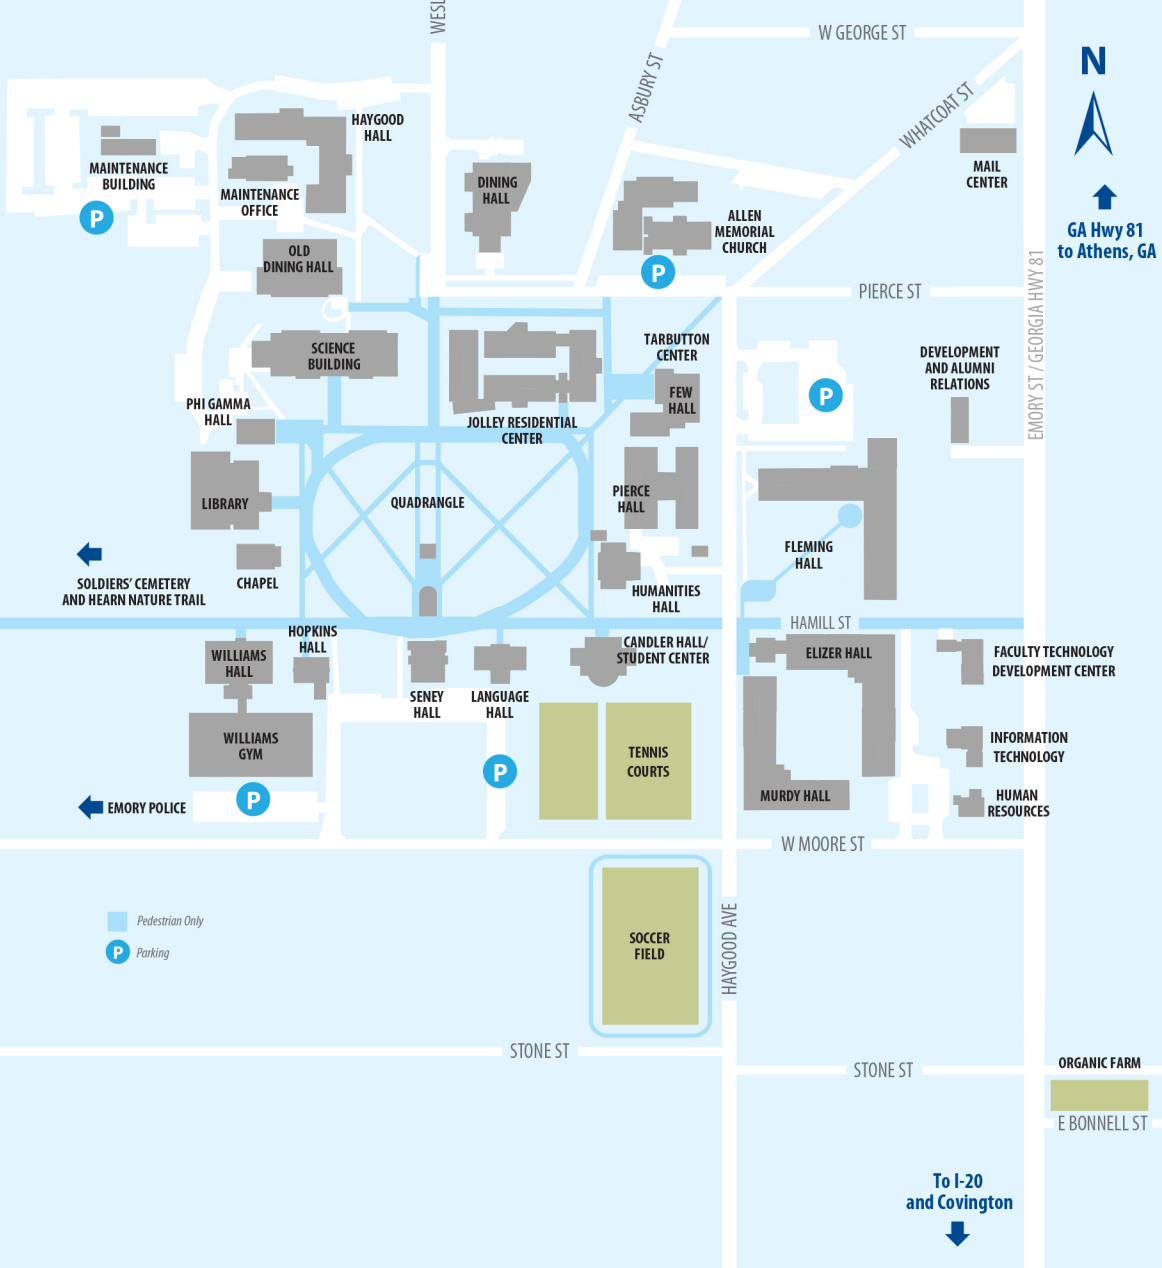 WESL
W GEORGE ST
ASBURY ST
WHATCOAT ST
N
HAYGOOD
HALL
MAINTENANCE
BUILDING
P
MAINTENANCE
OFFICE
DINING
HALL
MAIL
CENTER
ALLEN
MEMORIAL
CHURCH
P
GA Hwy 81
to Athens, GA
OLD
DINING HALL
PIERCE ST
EMORY ST / GEORGIA HWY 81
SCIENCE
BUILDING
TARBUTTON
CENTER
DEVELOPMENT
AND ALUMNI
RELATIONS
P
FEW
HALL
PHI GAMMA
HALL
JOLLEY RESIDENTIAL
CENTER
LIBRARY
QUADRANGLE
PIERCE
HALL
FLEMING
HALL
CHAPEL
SOLDIERS’ CEMETERY
AND HEARN NATURE TRAIL
HUMANITIES
HALL
HAMILL ST
HOPKINS
HALL
WILLIAMS
HALL
CANDLER HALL/
STUDENT CENTER
ELIZER HALL
FACULTY TECHNOLOGY
DEVELOPMENT CENTER
SENEY
HALL
LANGUAGE
HALL
WILLIAMS
GYM
P
TENNIS
COURTS
INFORMATION
TECHNOLOGY
EMORY POLICE
P
MURDY HALL
HUMAN
RESOURCES
W MOORE ST
Pedestrian Only
P
Parking
SOCCER
FIELD
HAYGOOD AVE
STONE ST
STONE ST
ORGANIC FARM
E BONNELL ST
To I-20
and Covington